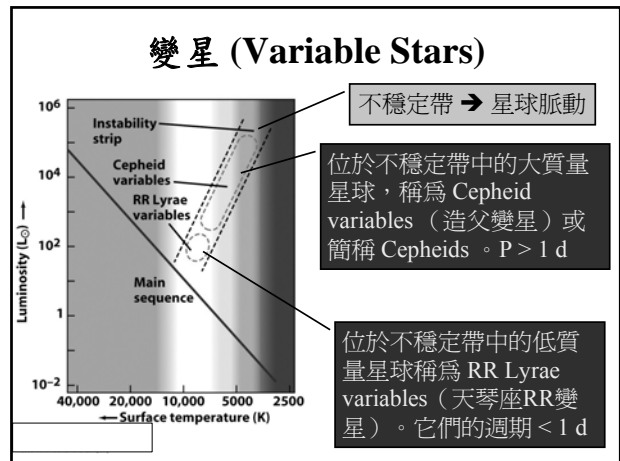 變星 (Variable Stars)
不穩定帶 ➔ 星球脈動
位於不穩定帶中的大質量
星球，稱爲 Cepheid
variables （造父變星）或
簡稱 Cepheids 。P > 1 d
位於不穩定帶中的低質
量星球稱爲 RR Lyrae
variables（天琴座RR變
星）。它們的週期 < 1 d
Luminosity (L⊙) →
10⁶
10⁴
10²
1
10⁻²
Instability
strip
Cepheid
variables
RR Lyrae
variables
Main
sequence
40,000 20,000 10,000 5000 2500
← Surface temperature (K)